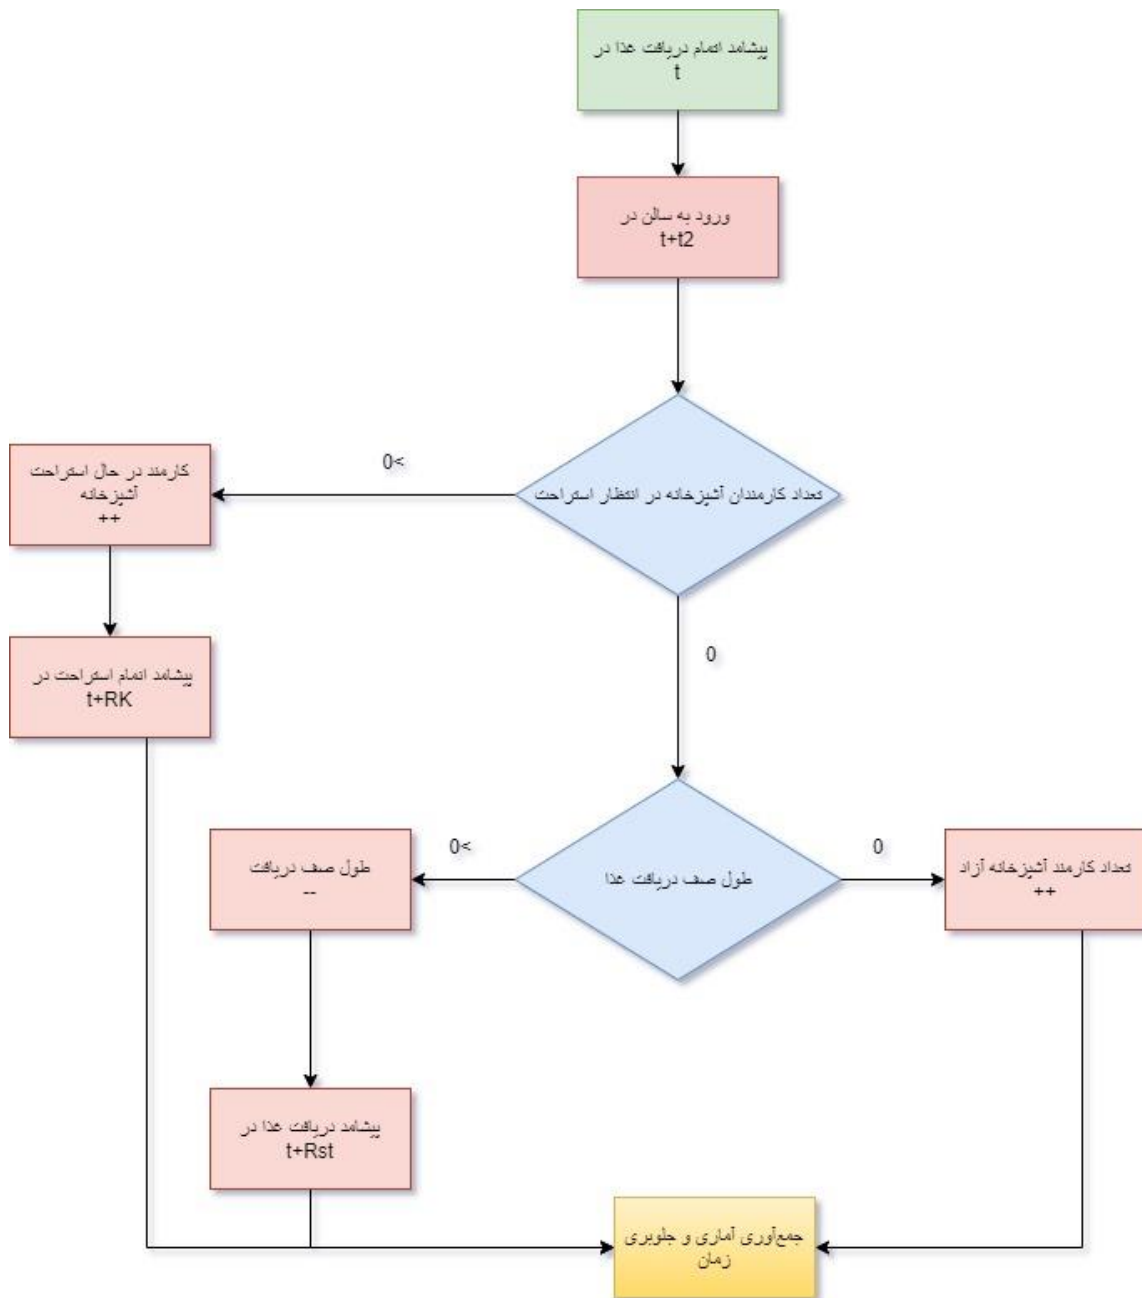 پیشامد اتمام دریافت غذا در
t
ورود به سالن در
t+t2
تعداد کارمندان آشپزخانه در انتظار استراحت
0<
کارمند در حال استراحت
آشپزخانه
++
پیشامد اتمام استراحت در
t+RK
0
طول صف دریافت غذا
0<
0
طول صف دریافت
--
تعداد کارمند آشپزخانه آزاد
++
پیشامد دریافت غذا در
t+Rst
جمع‌آوری آماری و جلوبری
زمان